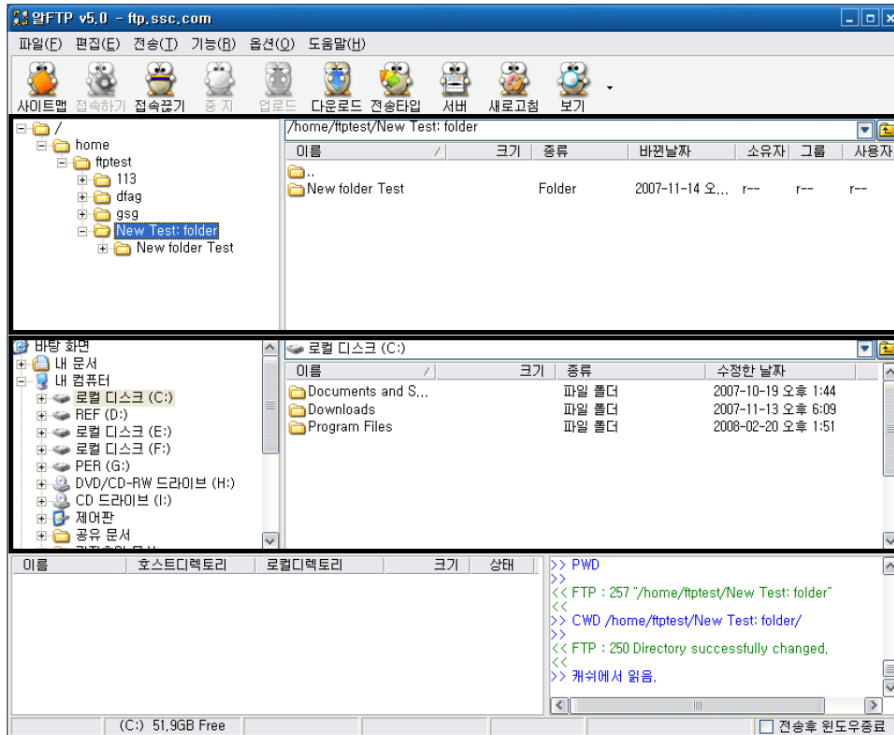 알FTP v5.0 - ftp.ssc.com
파일(F) 편집(E) 전송(T) 기능(R) 옵션(O) 도움말(H)
사이트맵 접속하기 접속끊기 중 지 업로드 다운로드 전송타입 서버 새로고침 보기
/
home
ftptest
113
dfag
gsg
New Test: folder
New folder Test
/home/ftptest/New Test: folder
이름 크기 종류 바뀐날짜 소유자 그룹 사용자
..
New folder Test Folder 2007-11-14 오... r-- r-- r--
바탕 화면
내 문서
내 컴퓨터
로컬 디스크 (C:)
REF (D:)
로컬 디스크 (E:)
로컬 디스크 (F:)
PER (G:)
DVD/CD-RW 드라이브 (H:)
CD 드라이브 (I:)
제어판
공유 문서
로컬 디스크 (C:)
이름 크기 종류 수정한 날짜
Documents and S... 파일 폴더 2007-10-19 오후 1:44
Downloads 파일 폴더 2007-11-13 오후 6:09
Program Files 파일 폴더 2008-02-20 오후 1:51
이름 호스트디렉토리 로컬디렉토리 크기 상태
>> PWD
>>
<< FTP : 257 "/home/ftptest/New Test: folder"
<<
>> CWD /home/ftptest/New Test: folder/
>>
<< FTP : 250 Directory successfully changed.
<<
>> 캐쉬에서 읽음.
(C:) 51.9GB Free
전송후 윈도우종료